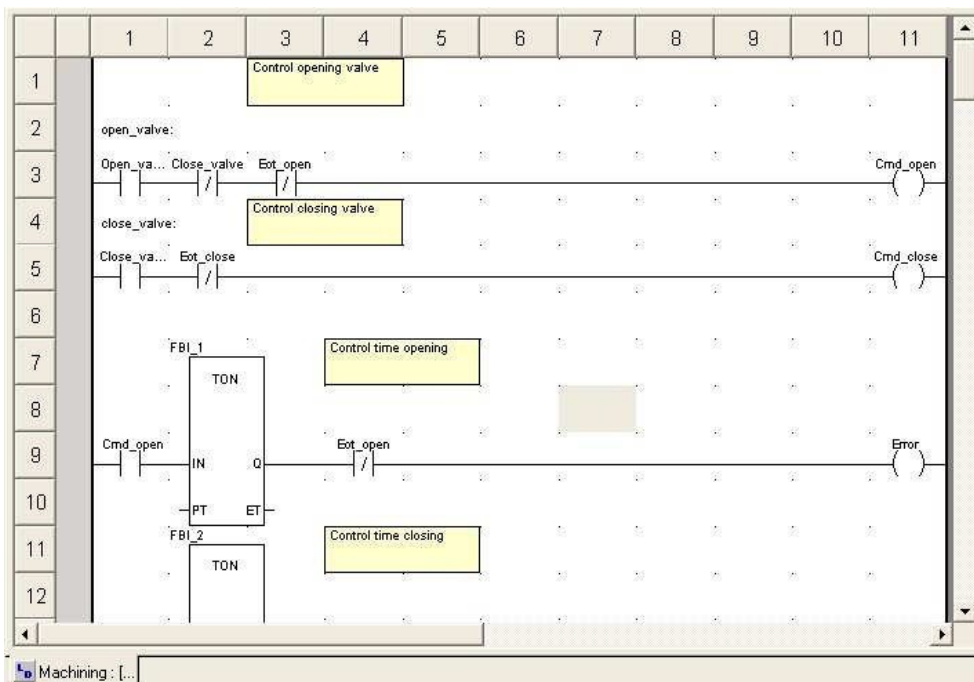 1 2 3 4 5 6 7 8 9 10 11
1
Control opening valve
2
open_valve:
3
Open_va... Close_valve Eot_open Cmd_open
4
close_valve:
Control closing valve
5
Close_va... Eot_close Cmd_close
6
7
FBI_1
TON
Control time opening
8
9
Cmd_open
IN Q
Eot_open
Error
10
PT ET
11
FBI_2
TON
Control time closing
12
LD Machining : [...